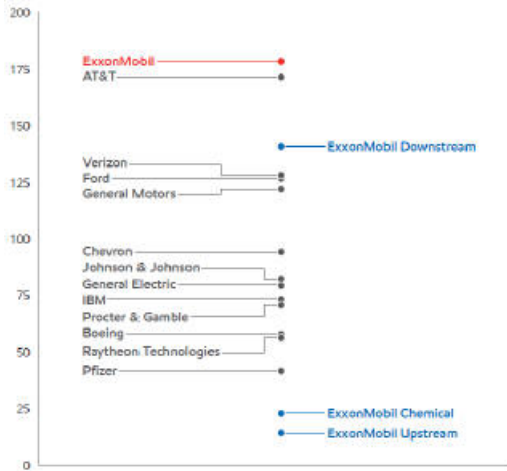 200
175
ExxonMobil
AT&T
150
ExxonMobil Downstream
Verizon
Ford
125
General Motors
100
Chevron
Johnson & Johnson
75
General Electric
IBM
Procter & Gamble
Boeing
50
Raytheon Technologies
Pfizer
25
ExxonMobil Chemical
ExxonMobil Upstream
0